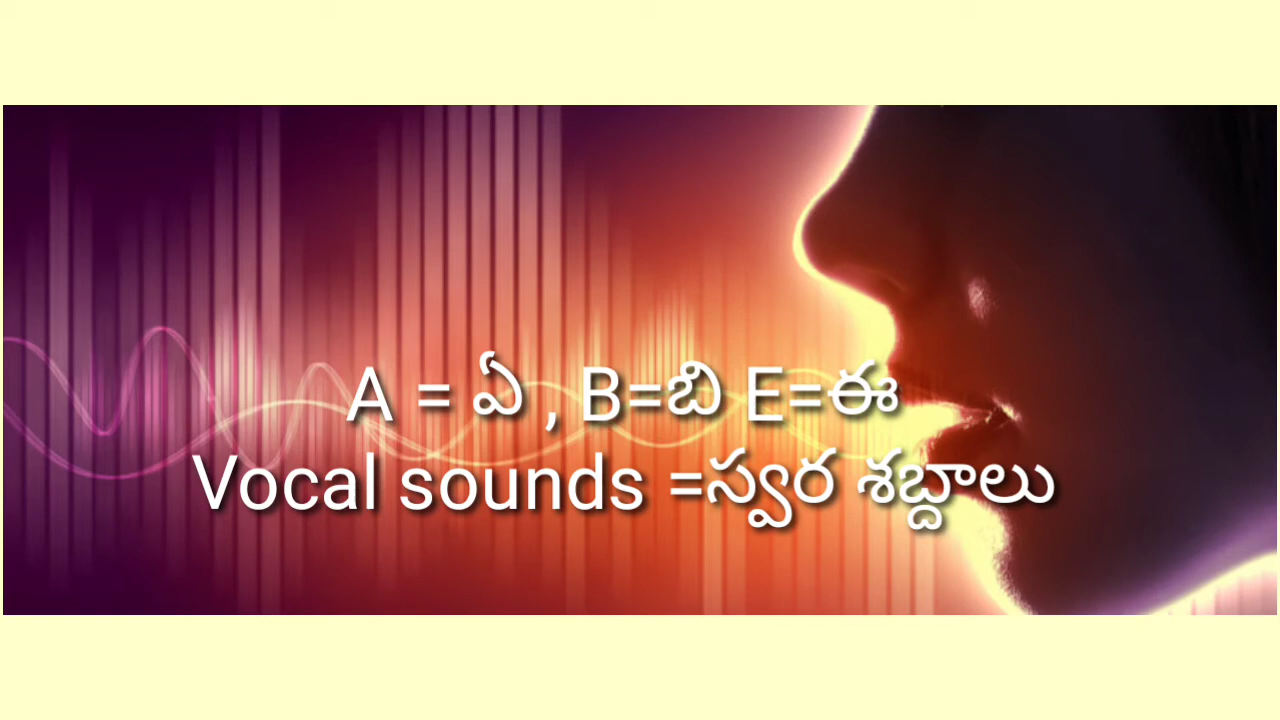 A = ఏ , B=బి E=ఈ
Vocal sounds =స్వర శబ్దాలు